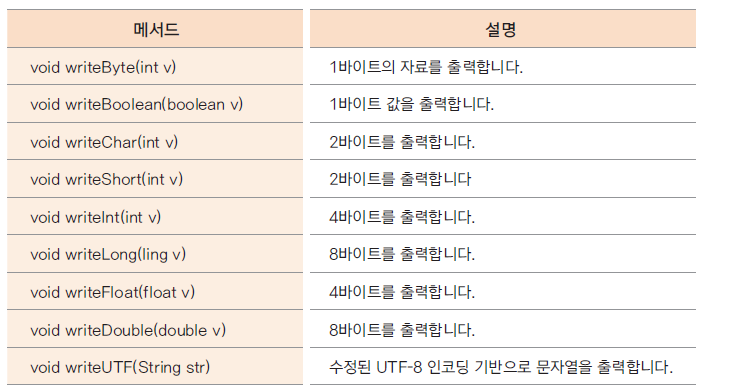 메서드 설명
void writeByte(int v) 1바이트의 자료를 출력합니다.
void writeBoolean(boolean v) 1바이트 값을 출력합니다.
void writeChar(int v) 2바이트를 출력합니다.
void writeShort(int v) 2바이트를 출력합니다
void writeInt(int v) 4바이트를 출력합니다.
void writeLong(ling v) 8바이트를 출력합니다.
void writeFloat(float v) 4바이트를 출력합니다.
void writeDouble(double v) 8바이트를 출력합니다.
void writeUTF(String str) 수정된 UTF-8 인코딩 기반으로 문자열을 출력합니다.